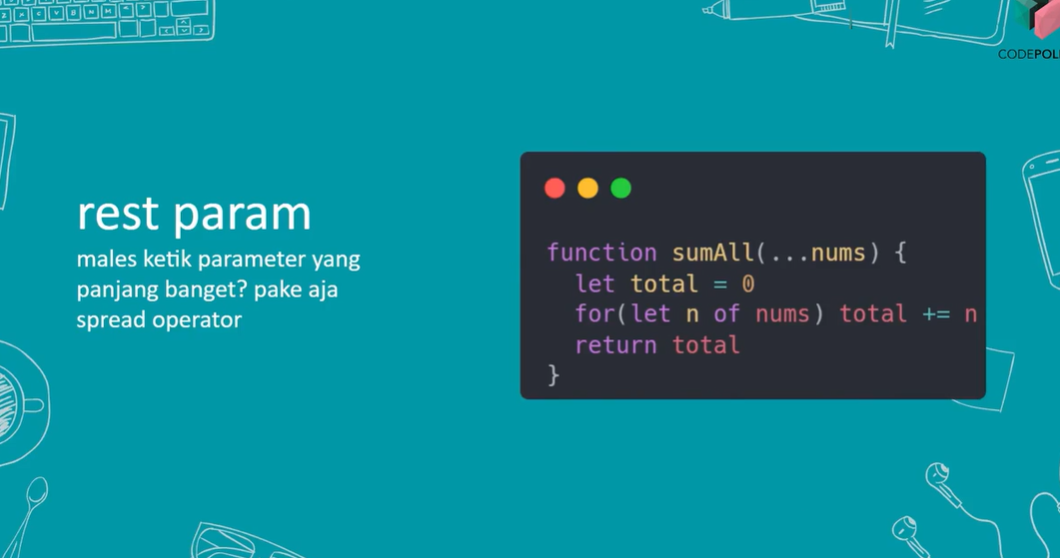 CODEPOLI
rest param
males ketik parameter yang
panjang banget? pake aja
spread operator
function sumAll(...nums) {
  let total = 0
  for(let n of nums) total += n
  return total
}